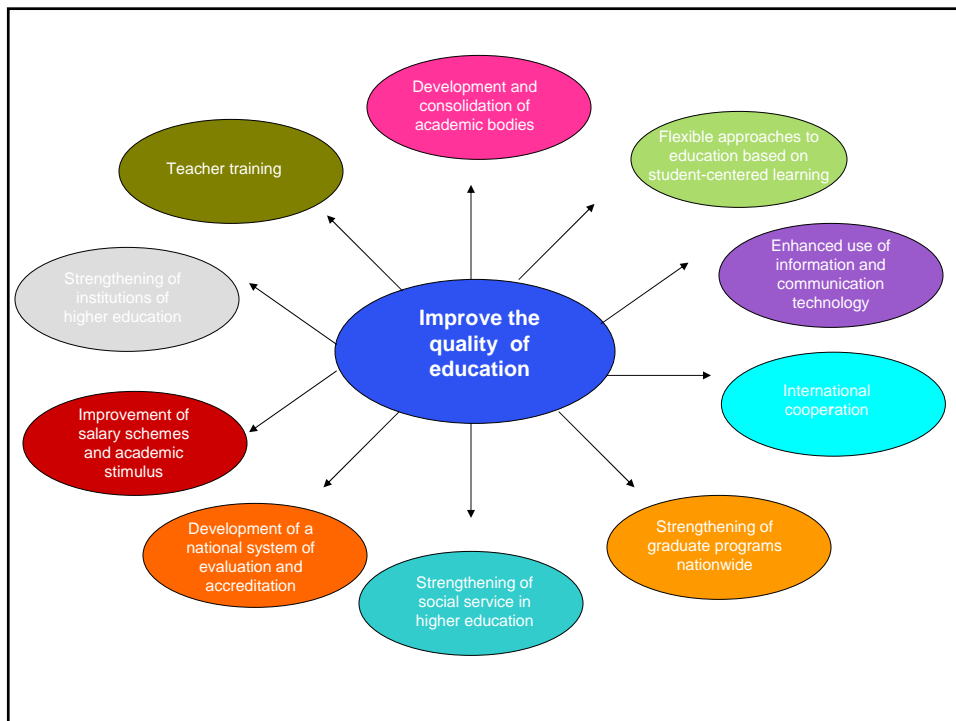 Development and
consolidation of
academic bodies
Flexible approaches to
education based on
student-centered learning
Teacher training
Enhanced use of
information and
communication
technology
Strengthening of
institutions of
higher education
Improve the
quality of
education
International
cooperation
Improvement of
salary schemes
and academic
stimulus
Development of a
national system of
evaluation and
accreditation
Strengthening of
social service in
higher education
Strengthening of
graduate programs
nationwide